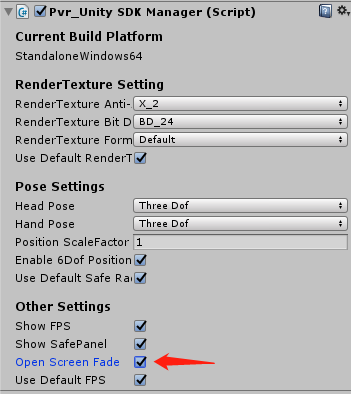 Pvr_Unity SDK Manager (Script)
Current Build Platform
StandaloneWindows64
RenderTexture Setting
RenderTexture Anti- X_2
RenderTexture Bit D BD_24
RenderTexture Form Default
Use Default RenderT
Pose Settings
Head Pose Three Dof
Hand Pose Three Dof
Position ScaleFactor 1
Enable 6Dof Position
Use Default Safe Ra
Other Settings
Show FPS
Show SafePanel
Open Screen Fade
Use Default FPS